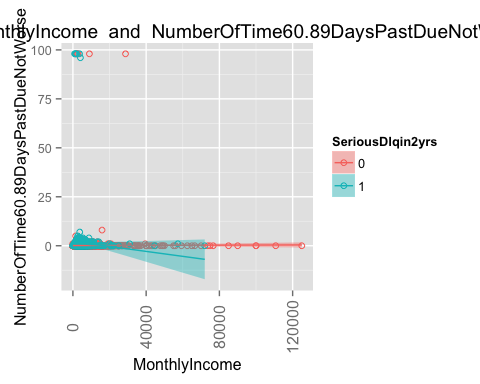 nthlyIncome and NumberOfTime60.89DaysPastDueNotW
NumberOfTime60.89DaysPastDueNotWorse
100
75
50
25
0
0
40000
80000
120000
MonthlyIncome
SeriousDlqin2yrs
0
1